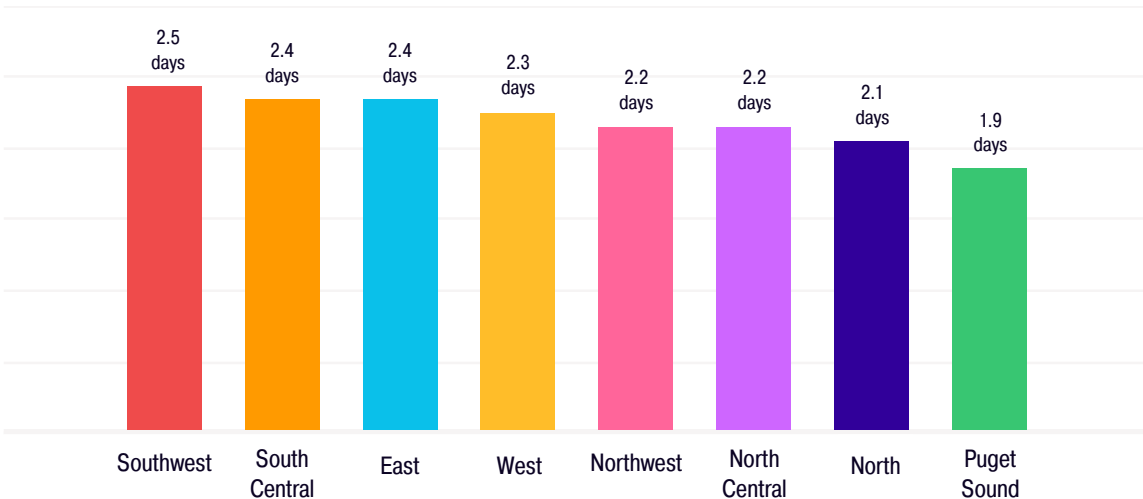 2.5
days
2.4
days
2.4
days
2.3
days
2.2
days
2.2
days
2.1
days
1.9
days
Southwest
South
Central
East
West
Northwest
North
Central
North
Puget
Sound